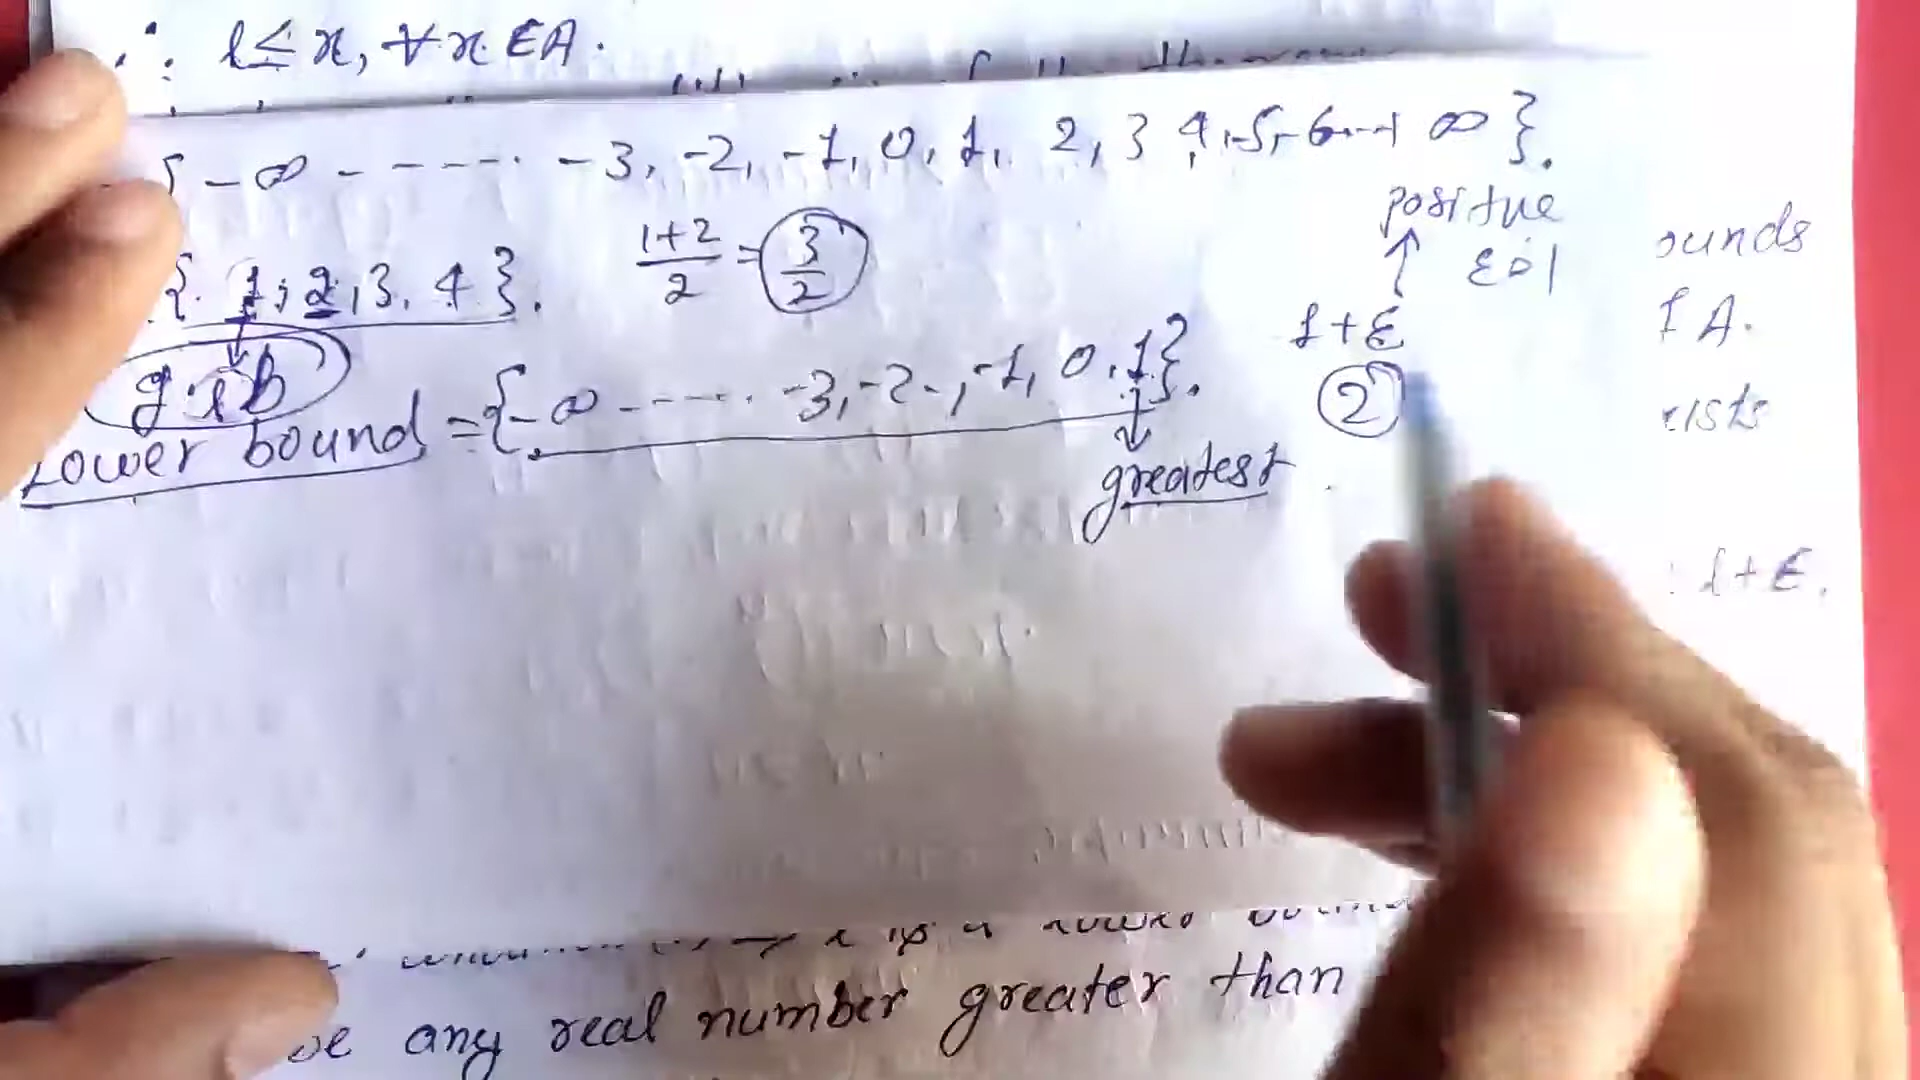 ∴ l ≤ x, ∀ x ∈ A.
{ -∞ - - - - - . . . -3, -2, -1, 0, 1, 2, 3 4, 5, 6 . . . ∞ }.
positive
{ 1, 2, 3, 4 }.
1+2/2 = 3/2
ounds
l+ε
A.
g.l.b
Lower bound = { -∞ - - - - . . . -3, -2, -1, 0, 1 }.
2
ists
greatest
l+ε.
any real number greater than